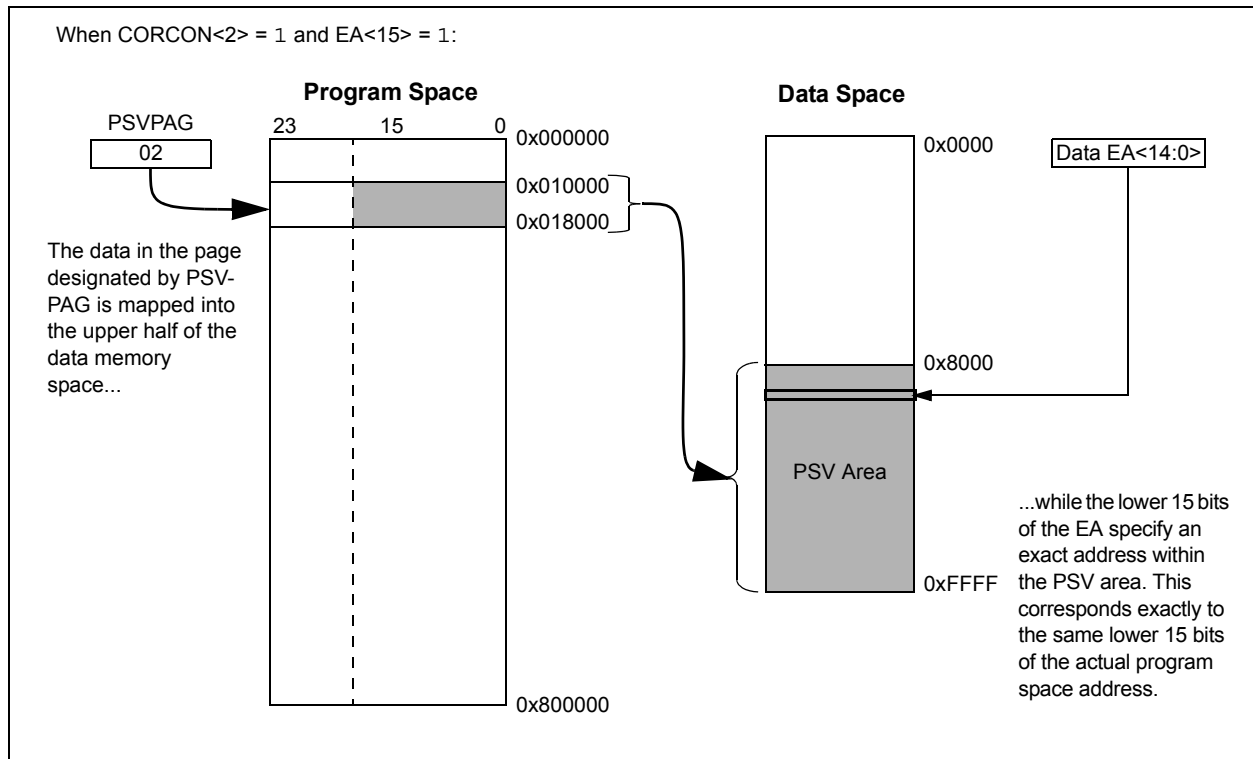 When CORCON<2> = 1 and EA<15> = 1:
Program Space
Data Space
PSVPAG
02
23 15 0
0x000000
0x010000
0x018000
0x800000
The data in the page
designated by PSV-
PAG is mapped into
the upper half of the
data memory
space...
0x0000
Data EA<14:0>
0x8000
PSV Area
0xFFFF
...while the lower 15 bits
of the EA specify an
exact address within
the PSV area. This
corresponds exactly to
the same lower 15 bits
of the actual program
space address.